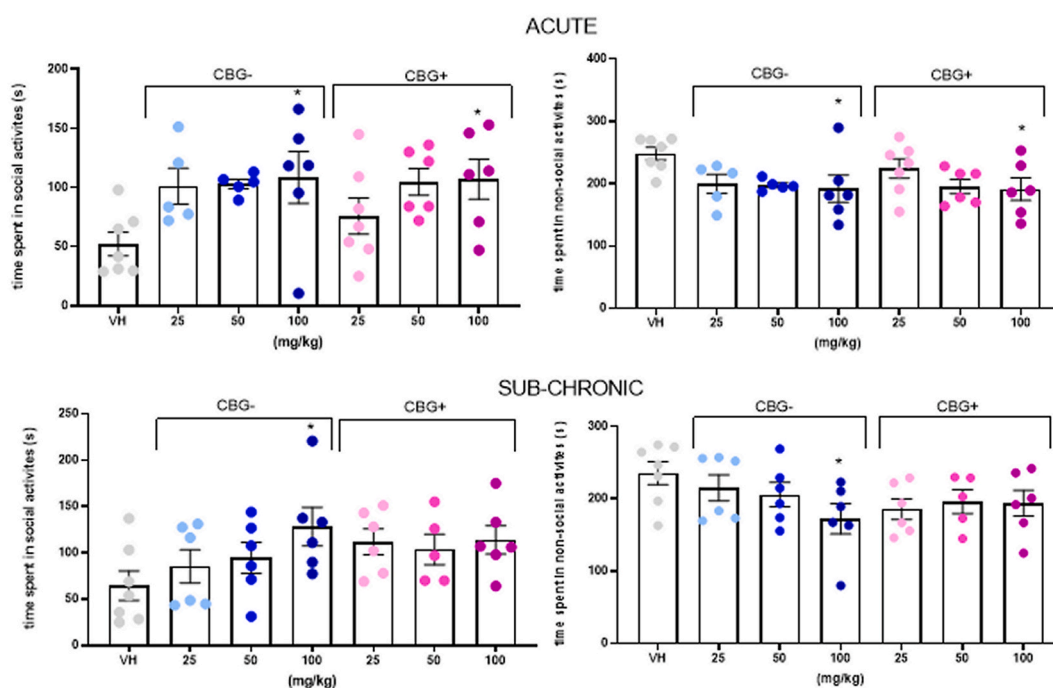 ACUTE
CBG-
CBG+
time spent in social activites (s)
200
150
100
50
0
*
*
VH
25
50
100
25
50
100
(mg/kg)
CBG-
CBG+
time spent in non-social activites (s)
400
300
200
100
0
*
*
VH
25
50
100
25
50
100
(mg/kg)
SUB-CHRONIC
CBG-
CBG+
time spent in social activites (s)
250
200
150
100
50
0
*
VH
25
50
100
25
50
100
(mg/kg)
CBG-
CBG+
time spent in non-social activites (s)
300
200
100
0
*
VH
25
50
100
25
50
100
(mg/kg)